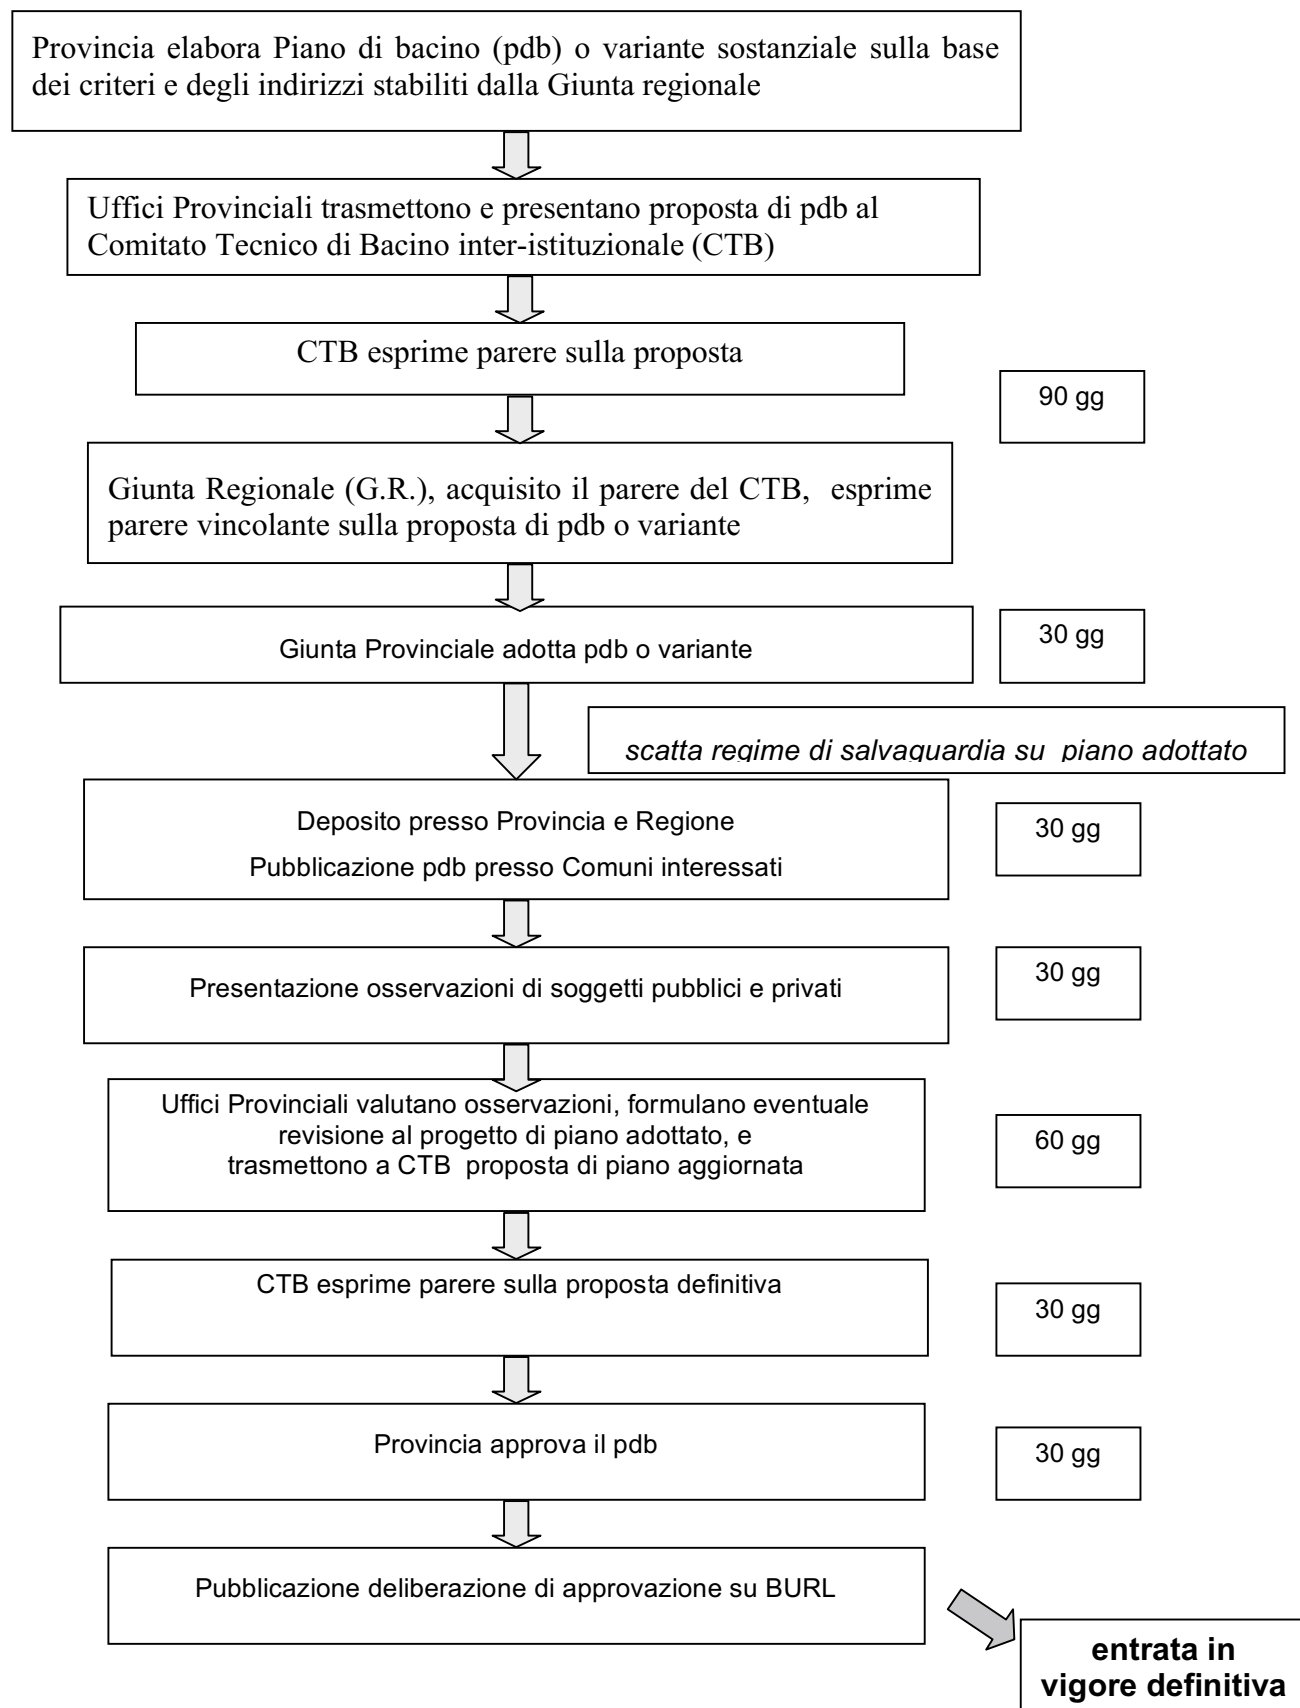 Provincia elabora Piano di bacino (pdb) o variante sostanziale sulla base
dei criteri e degli indirizzi stabiliti dalla Giunta regionale
Uffici Provinciali trasmettono e presentano proposta di pdb al
Comitato Tecnico di Bacino inter-istituzionale (CTB)
CTB esprime parere sulla proposta
90 gg
Giunta Regionale (G.R.), acquisito il parere del CTB, esprime
parere vincolante sulla proposta di pdb o variante
Giunta Provinciale adotta pdb o variante
30 gg
scatta regime di salvaguardia su piano adottato
Deposito presso Provincia e Regione
Pubblicazione pdb presso Comuni interessati
30 gg
Presentazione osservazioni di soggetti pubblici e privati
30 gg
Uffici Provinciali valutano osservazioni, formulano eventuale
revisione al progetto di piano adottato, e
trasmettono a CTB proposta di piano aggiornata
60 gg
CTB esprime parere sulla proposta definitiva
30 gg
Provincia approva il pdb
30 gg
Pubblicazione deliberazione di approvazione su BURL
entrata in
vigore definitiva